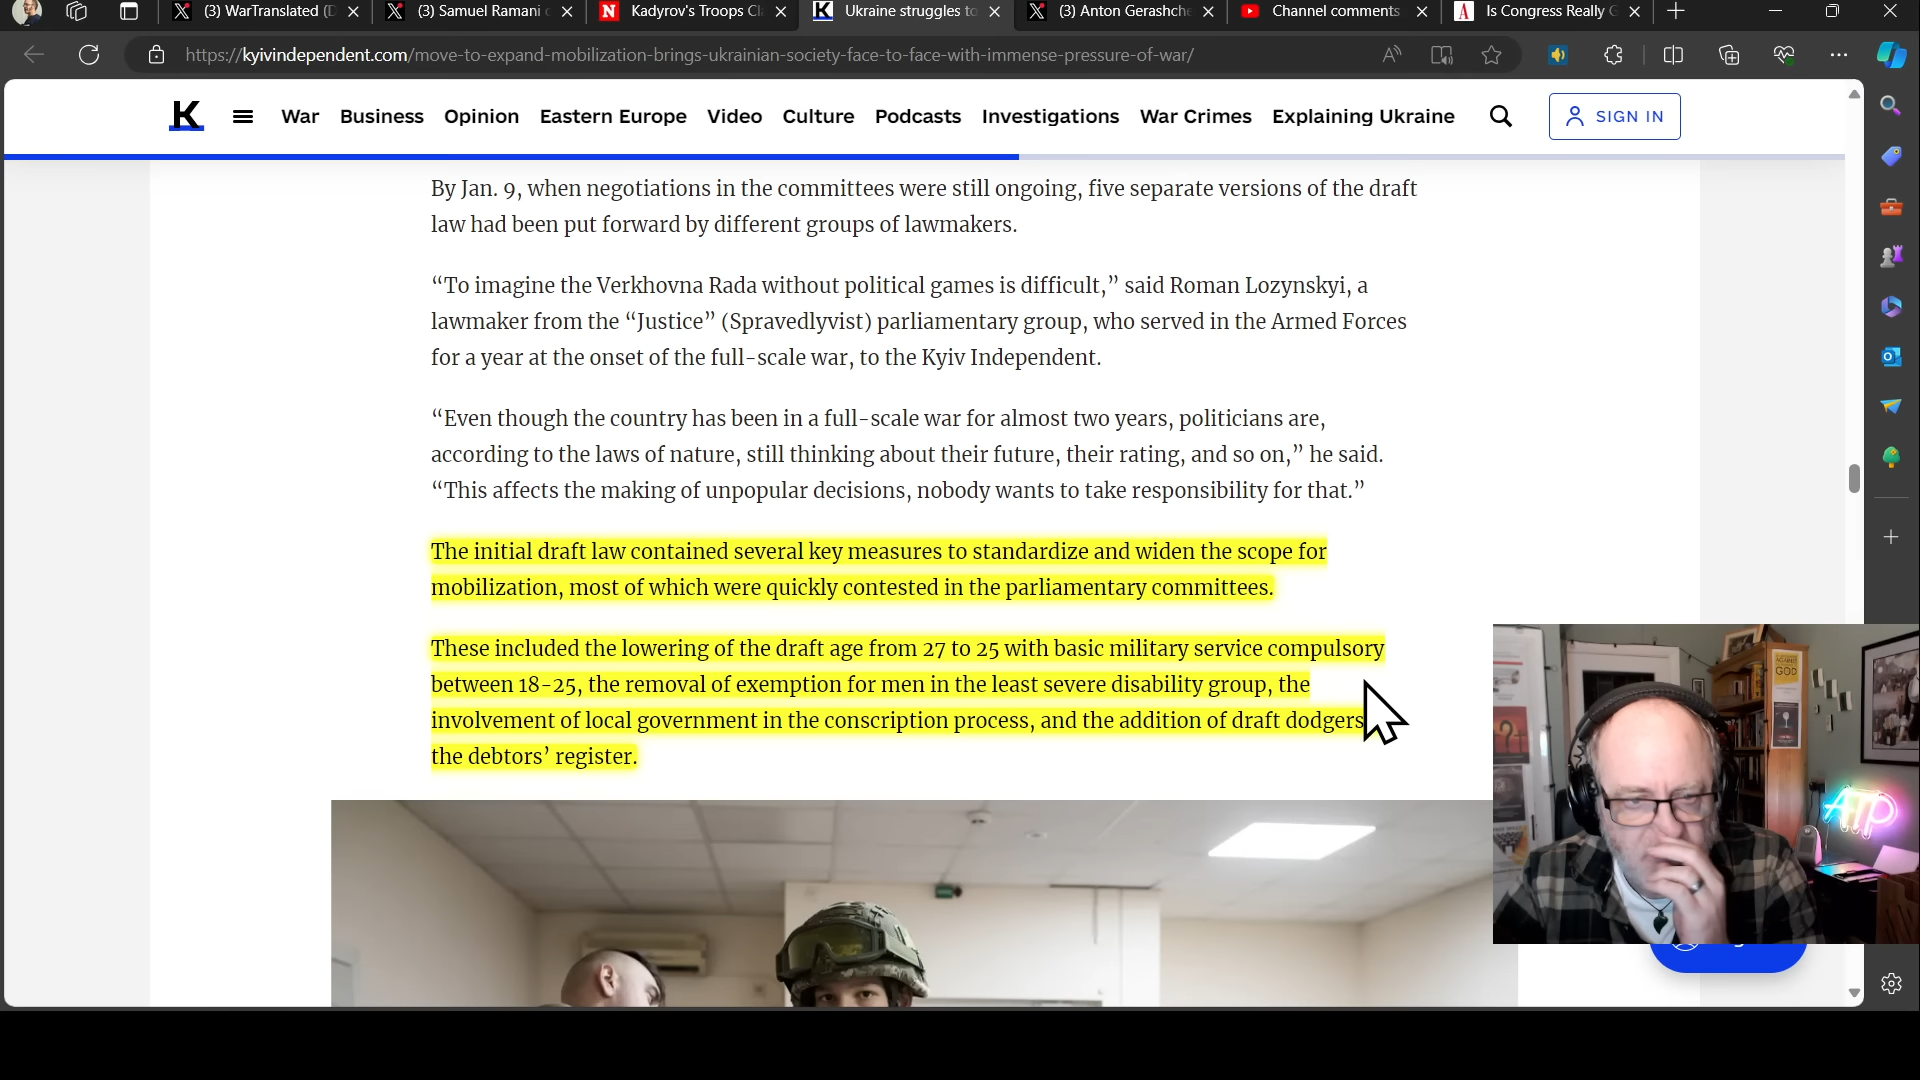 (3) WarTranslated (D
(3) Samuel Ramani
Kadyrov's Troops Cl
Ukraine struggles to
(3) Anton Gerashche
Channel comments
Is Congress Really G
https://kyivindependent.com/move-to-expand-mobilization-brings-ukrainian-society-face-to-face-with-immense-pressure-of-war/
K
War
Business
Opinion
Eastern Europe
Video
Culture
Podcasts
Investigations
War Crimes
Explaining Ukraine
SIGN IN
By Jan. 9, when negotiations in the committees were still ongoing, five separate versions of the draft
law had been put forward by different groups of lawmakers.
“To imagine the Verkhovna Rada without political games is difficult,” said Roman Lozynskyi, a
lawmaker from the “Justice” (Spravedlyvist) parliamentary group, who served in the Armed Forces
for a year at the onset of the full-scale war, to the Kyiv Independent.
“Even though the country has been in a full-scale war for almost two years, politicians are,
according to the laws of nature, still thinking about their future, their rating, and so on,” he said.
“This affects the making of unpopular decisions, nobody wants to take responsibility for that.”
The initial draft law contained several key measures to standardize and widen the scope for
mobilization, most of which were quickly contested in the parliamentary committees.
These included the lowering of the draft age from 27 to 25 with basic military service compulsory
between 18-25, the removal of exemption for men in the least severe disability group, the
involvement of local government in the conscription process, and the addition of draft dodgers
the debtors’ register.
GOD
ATP